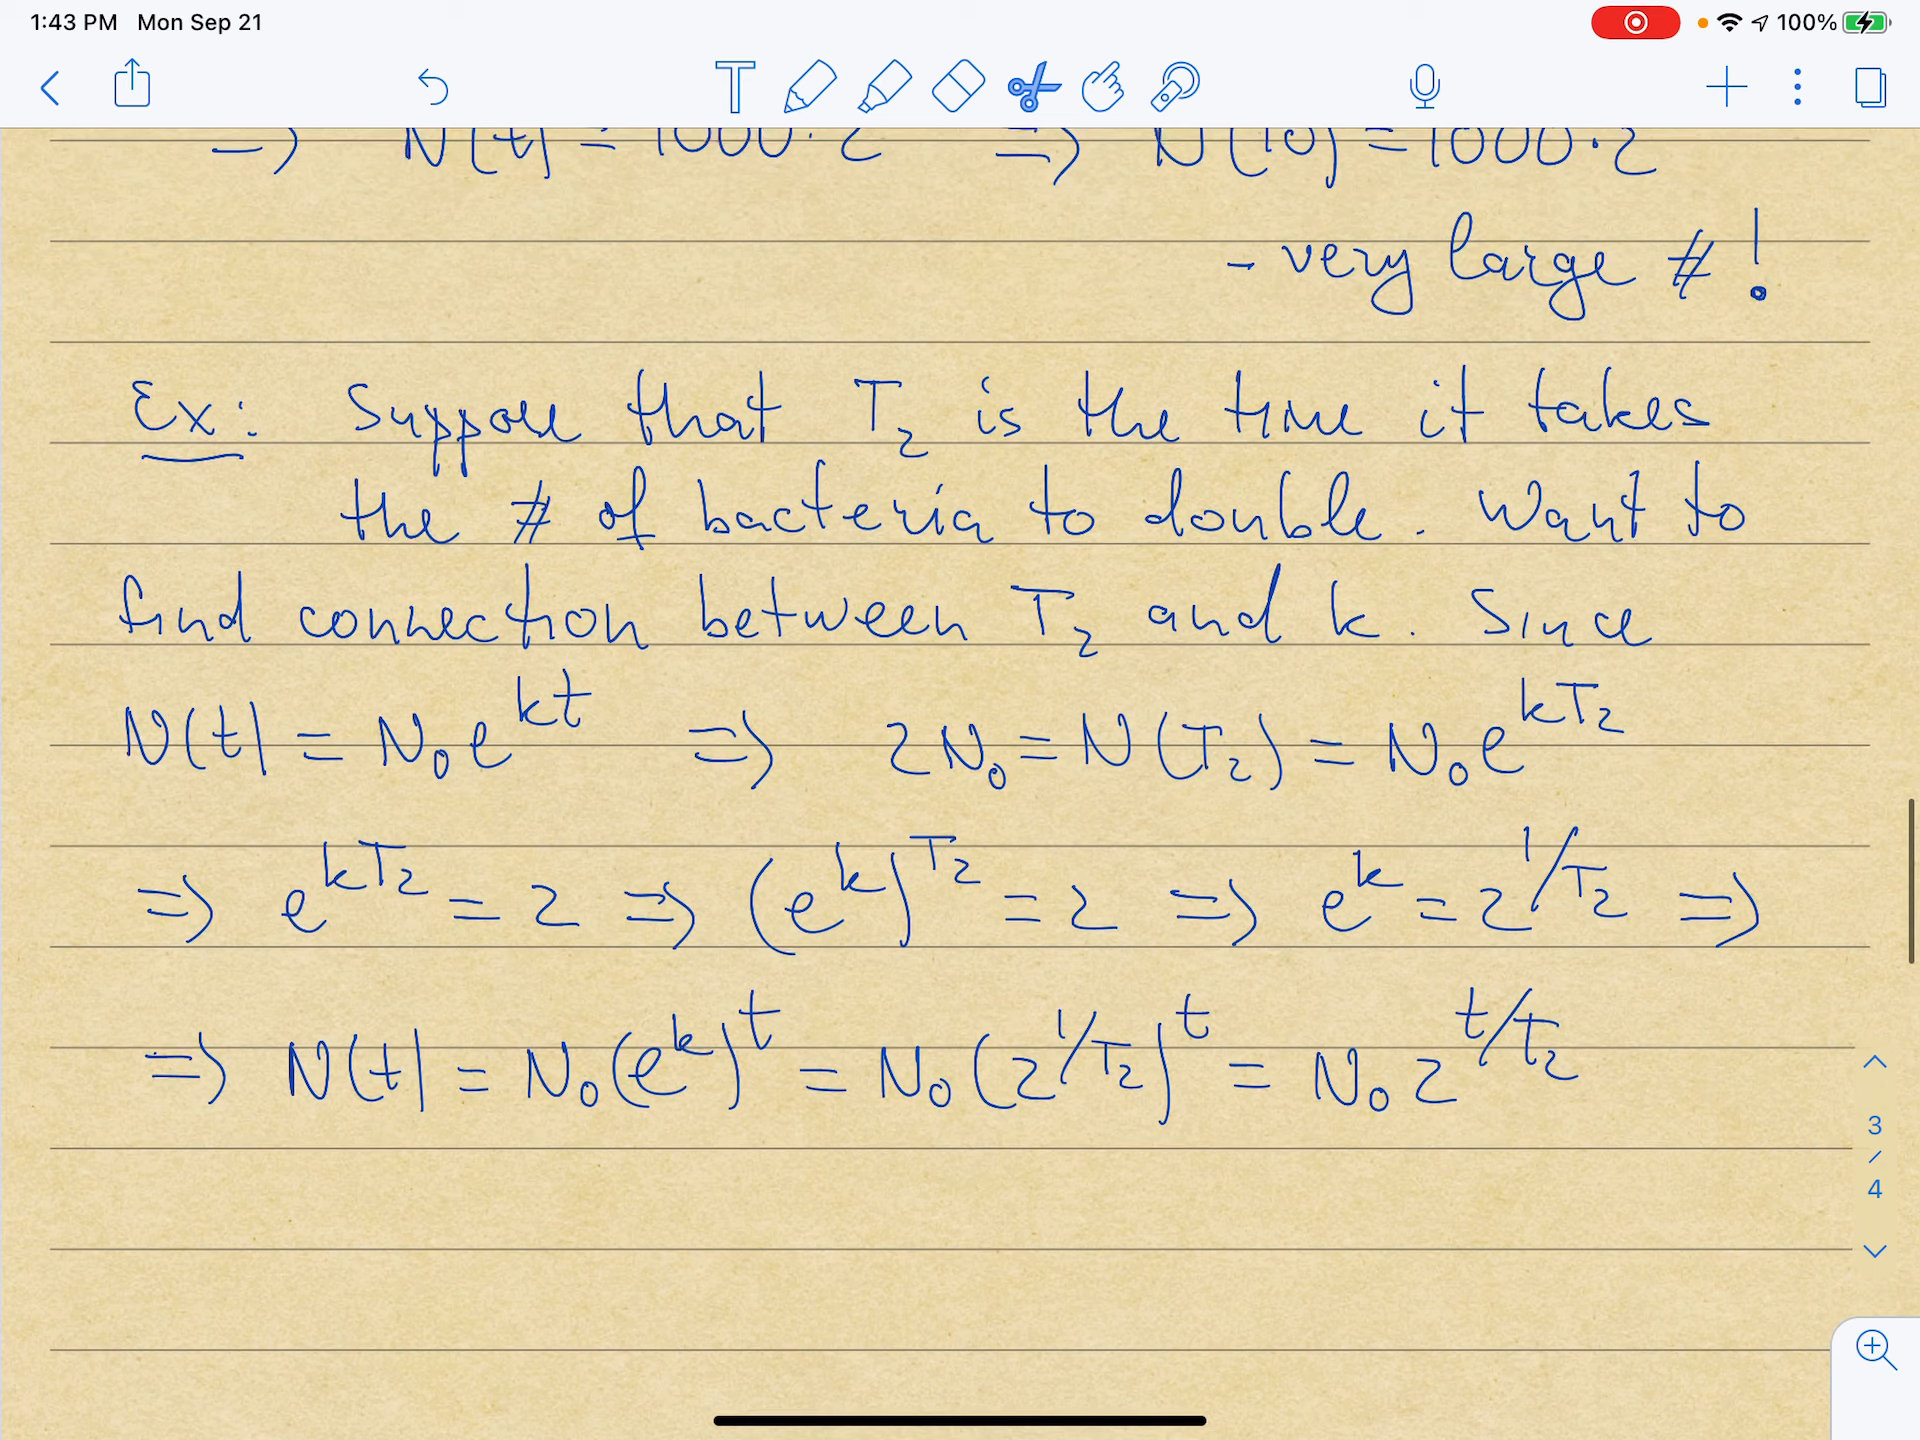 1:43 PM Mon Sep 21 100%
=> N(t) = 1000·2 => N(10) = 1000·2
- very large #!
Ex: Suppose that T₂ is the time it takes
the # of bacteria to double. Want to
find connection between T₂ and k. Since
N(t) = N₀e^{kt} => 2N₀ = N(T₂) = N₀e^{kT₂}
=> e^{kT₂} = 2 => (e^k)^{T₂} = 2 => e^k = 2^{1/T₂} =>
=> N(t) = N₀(e^k)^t = N₀(2^{1/T₂})^t = N₀2^{t/T₂}
3
/
4